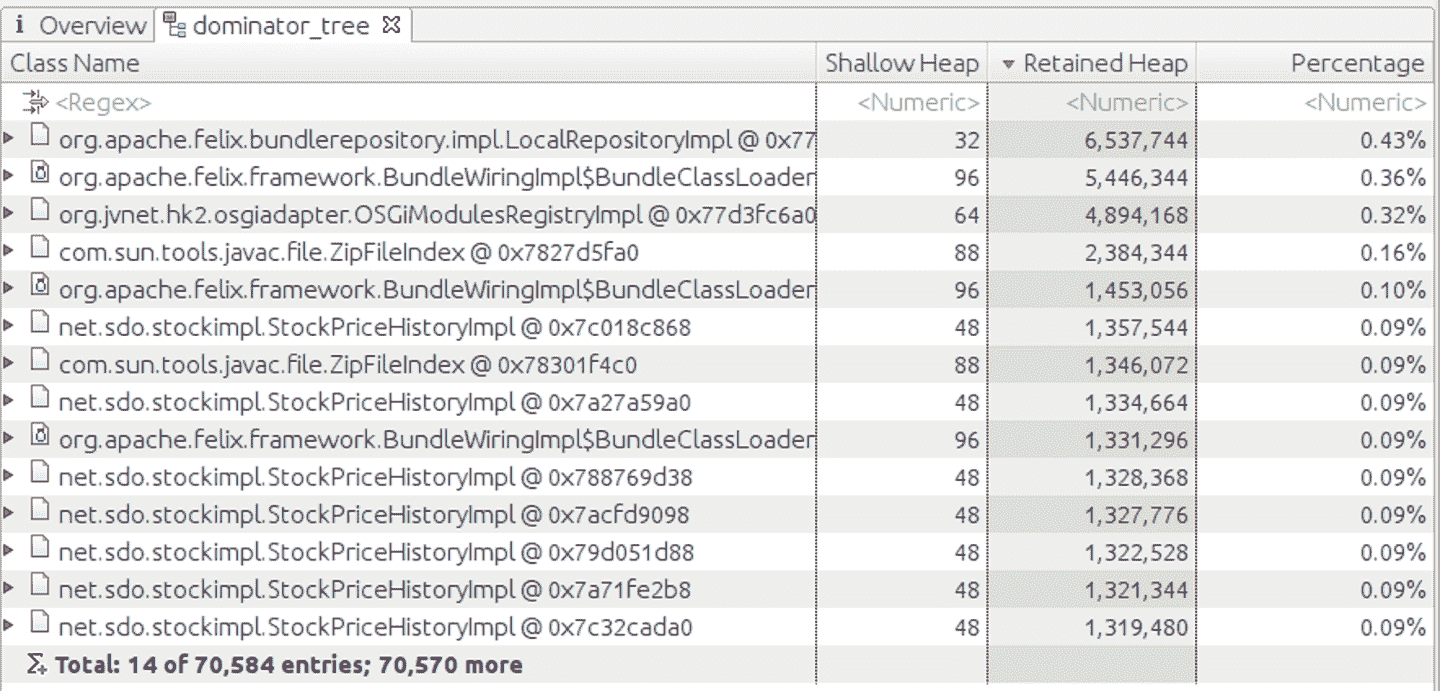 i Overview dominator_tree
Class Name Shallow Heap Retained Heap Percentage
<Regex> <Numeric> <Numeric> <Numeric>
org.apache.felix.bundlerepository.impl.LocalRepositoryImpl @ 0x77 32 6,537,744 0.43%
org.apache.felix.framework.BundleWiringImpl$BundleClassLoader 96 5,446,344 0.36%
org.jvnet.hk2.osgiadapter.OSGiModulesRegistryImpl @ 0x77d3fc6a0 64 4,894,168 0.32%
com.sun.tools.javac.file.ZipFileIndex @ 0x7827d5fa0 88 2,384,344 0.16%
org.apache.felix.framework.BundleWiringImpl$BundleClassLoader 96 1,453,056 0.10%
net.sdo.stockimpl.StockPriceHistoryImpl @ 0x7c018c868 48 1,357,544 0.09%
com.sun.tools.javac.file.ZipFileIndex @ 0x78301f4c0 88 1,346,072 0.09%
net.sdo.stockimpl.StockPriceHistoryImpl @ 0x7a27a59a0 48 1,334,664 0.09%
org.apache.felix.framework.BundleWiringImpl$BundleClassLoader 96 1,331,296 0.09%
net.sdo.stockimpl.StockPriceHistoryImpl @ 0x788769d38 48 1,328,368 0.09%
net.sdo.stockimpl.StockPriceHistoryImpl @ 0x7acfd9098 48 1,327,776 0.09%
net.sdo.stockimpl.StockPriceHistoryImpl @ 0x79d051d88 48 1,322,528 0.09%
net.sdo.stockimpl.StockPriceHistoryImpl @ 0x7a71fe2b8 48 1,321,344 0.09%
net.sdo.stockimpl.StockPriceHistoryImpl @ 0x7c32cada0 48 1,319,480 0.09%
Total: 14 of 70,584 entries; 70,570 more